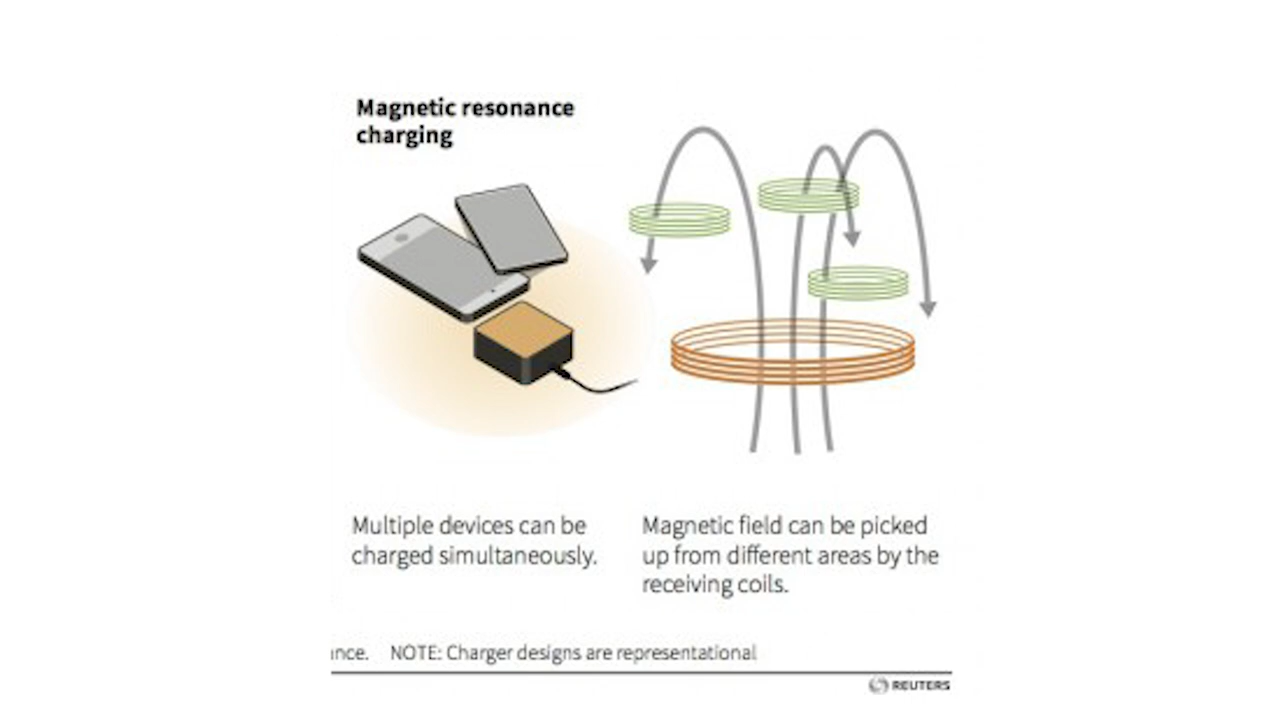 Magnetic resonance
charging
Multiple devices can be
charged simultaneously.
Magnetic field can be picked
up from different areas by the
receiving coils.
NOTE: Charger designs are representational
REUTERS